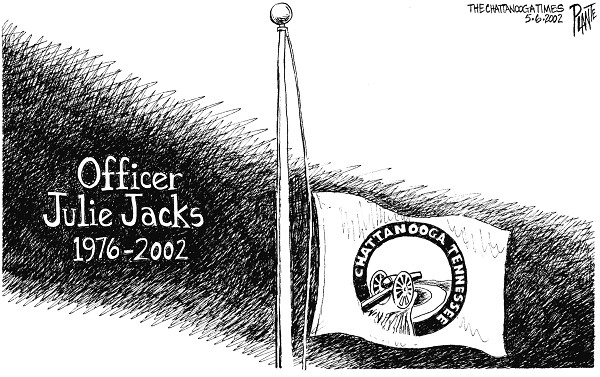 THE CHATTANOOGA TIMES
5·6·2002
PLANTE
Officer
Julie Jacks
1976-2002
CHATTANOOGA TENNESSEE